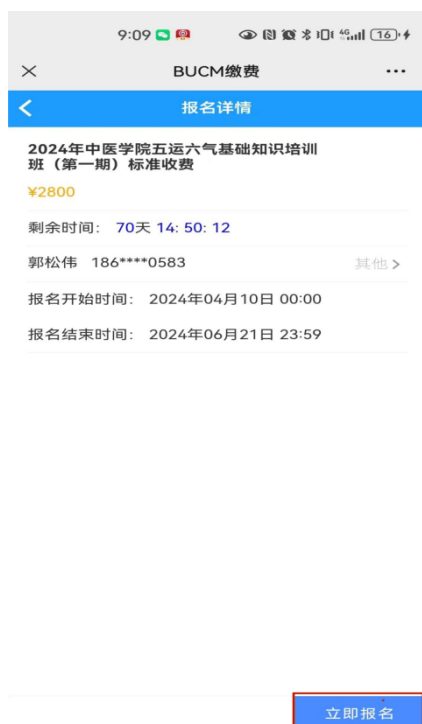 9:09
4G 16
BUCM缴费
报名详情
2024年中医学院五运六气基础知识培训
班（第一期）标准收费
¥2800
剩余时间： 70天 14: 50: 12
郭松伟 186****0583 其他
报名开始时间： 2024年04月10日 00:00
报名结束时间： 2024年06月21日 23:59
立即报名